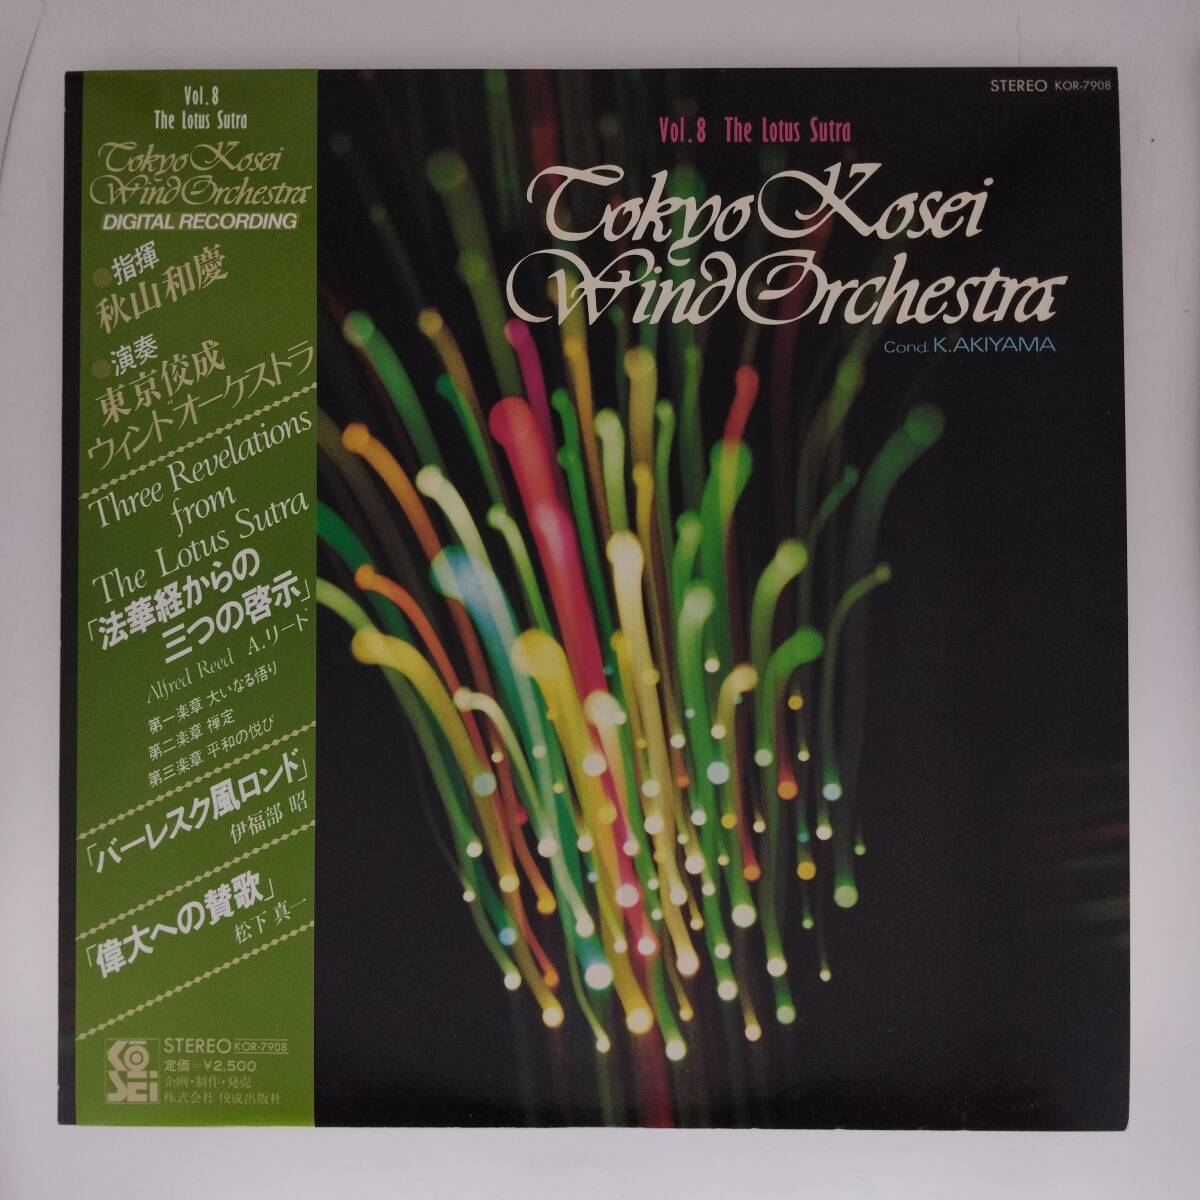 Vol.8
The Lotus Sutra
Tokyo Kosei
Wind Orchestra
DIGITAL RECORDING
●指揮
秋山和慶
●演奏
東京佼成
ウィンドオーケストラ
Three Revelations
from
The Lotus Sutra
「法華経からの
三つの啓示」
Alfred Reed A.リード
第一楽章 大いなる悟り
第二楽章 禅定
第三楽章 平和の悦び
「バーレスク風ロンド」
伊福部 昭
「偉大への賛歌」
松下 真一
KOSEi
STEREO KOR-7908
定価=¥2,500
企画・制作・発売
株式会社 佼成出版社
STEREO KOR-7908
Vol.8 The Lotus Sutra
Tokyo Kosei
Wind Orchestra
Cond. K.AKIYAMA